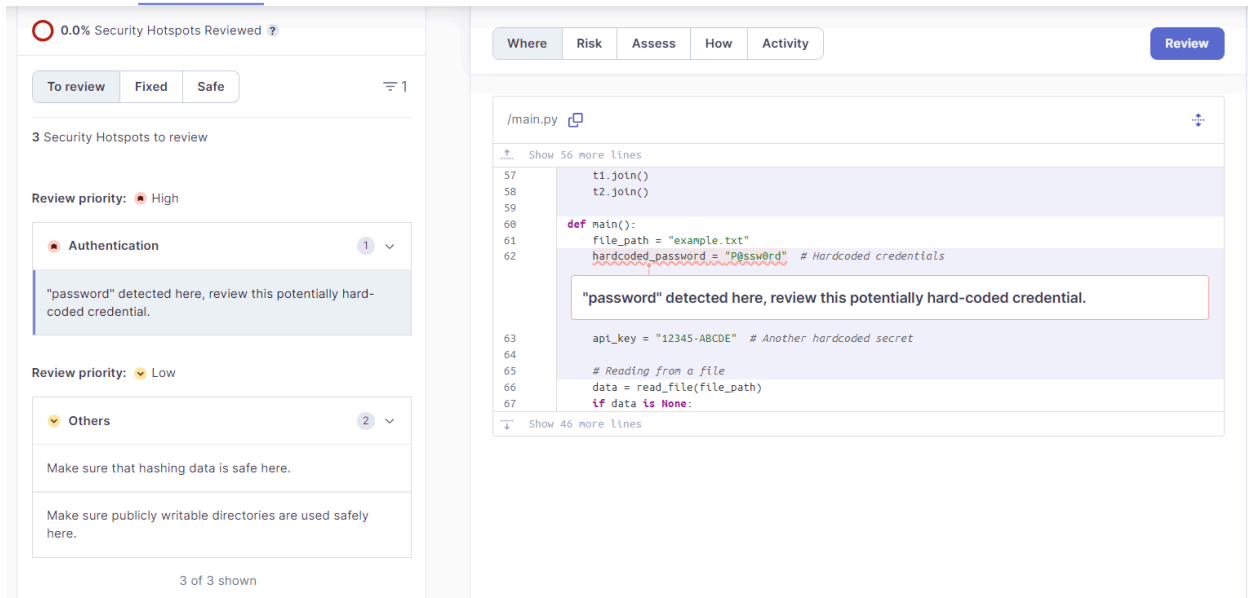 0.0% Security Hotspots Reviewed ?
To review Fixed Safe 1
3 Security Hotspots to review
Review priority: High
Authentication 1
"password" detected here, review this potentially hard-
coded credential.
Review priority: Low
Others 2
Make sure that hashing data is safe here.
Make sure publicly writable directories are used safely
here.
3 of 3 shown
Where Risk Assess How Activity Review
/main.py
Show 56 more lines
57 t1.join()
58 t2.join()
59
60 def main():
61 file_path = "example.txt"
62 hardcoded_password = "P@ssw0rd" # Hardcoded credentials
"password" detected here, review this potentially hard-coded credential.
63 api_key = "12345-ABCDE" # Another hardcoded secret
64
65 # Reading from a file
66 data = read_file(file_path)
67 if data is None:
Show 46 more lines